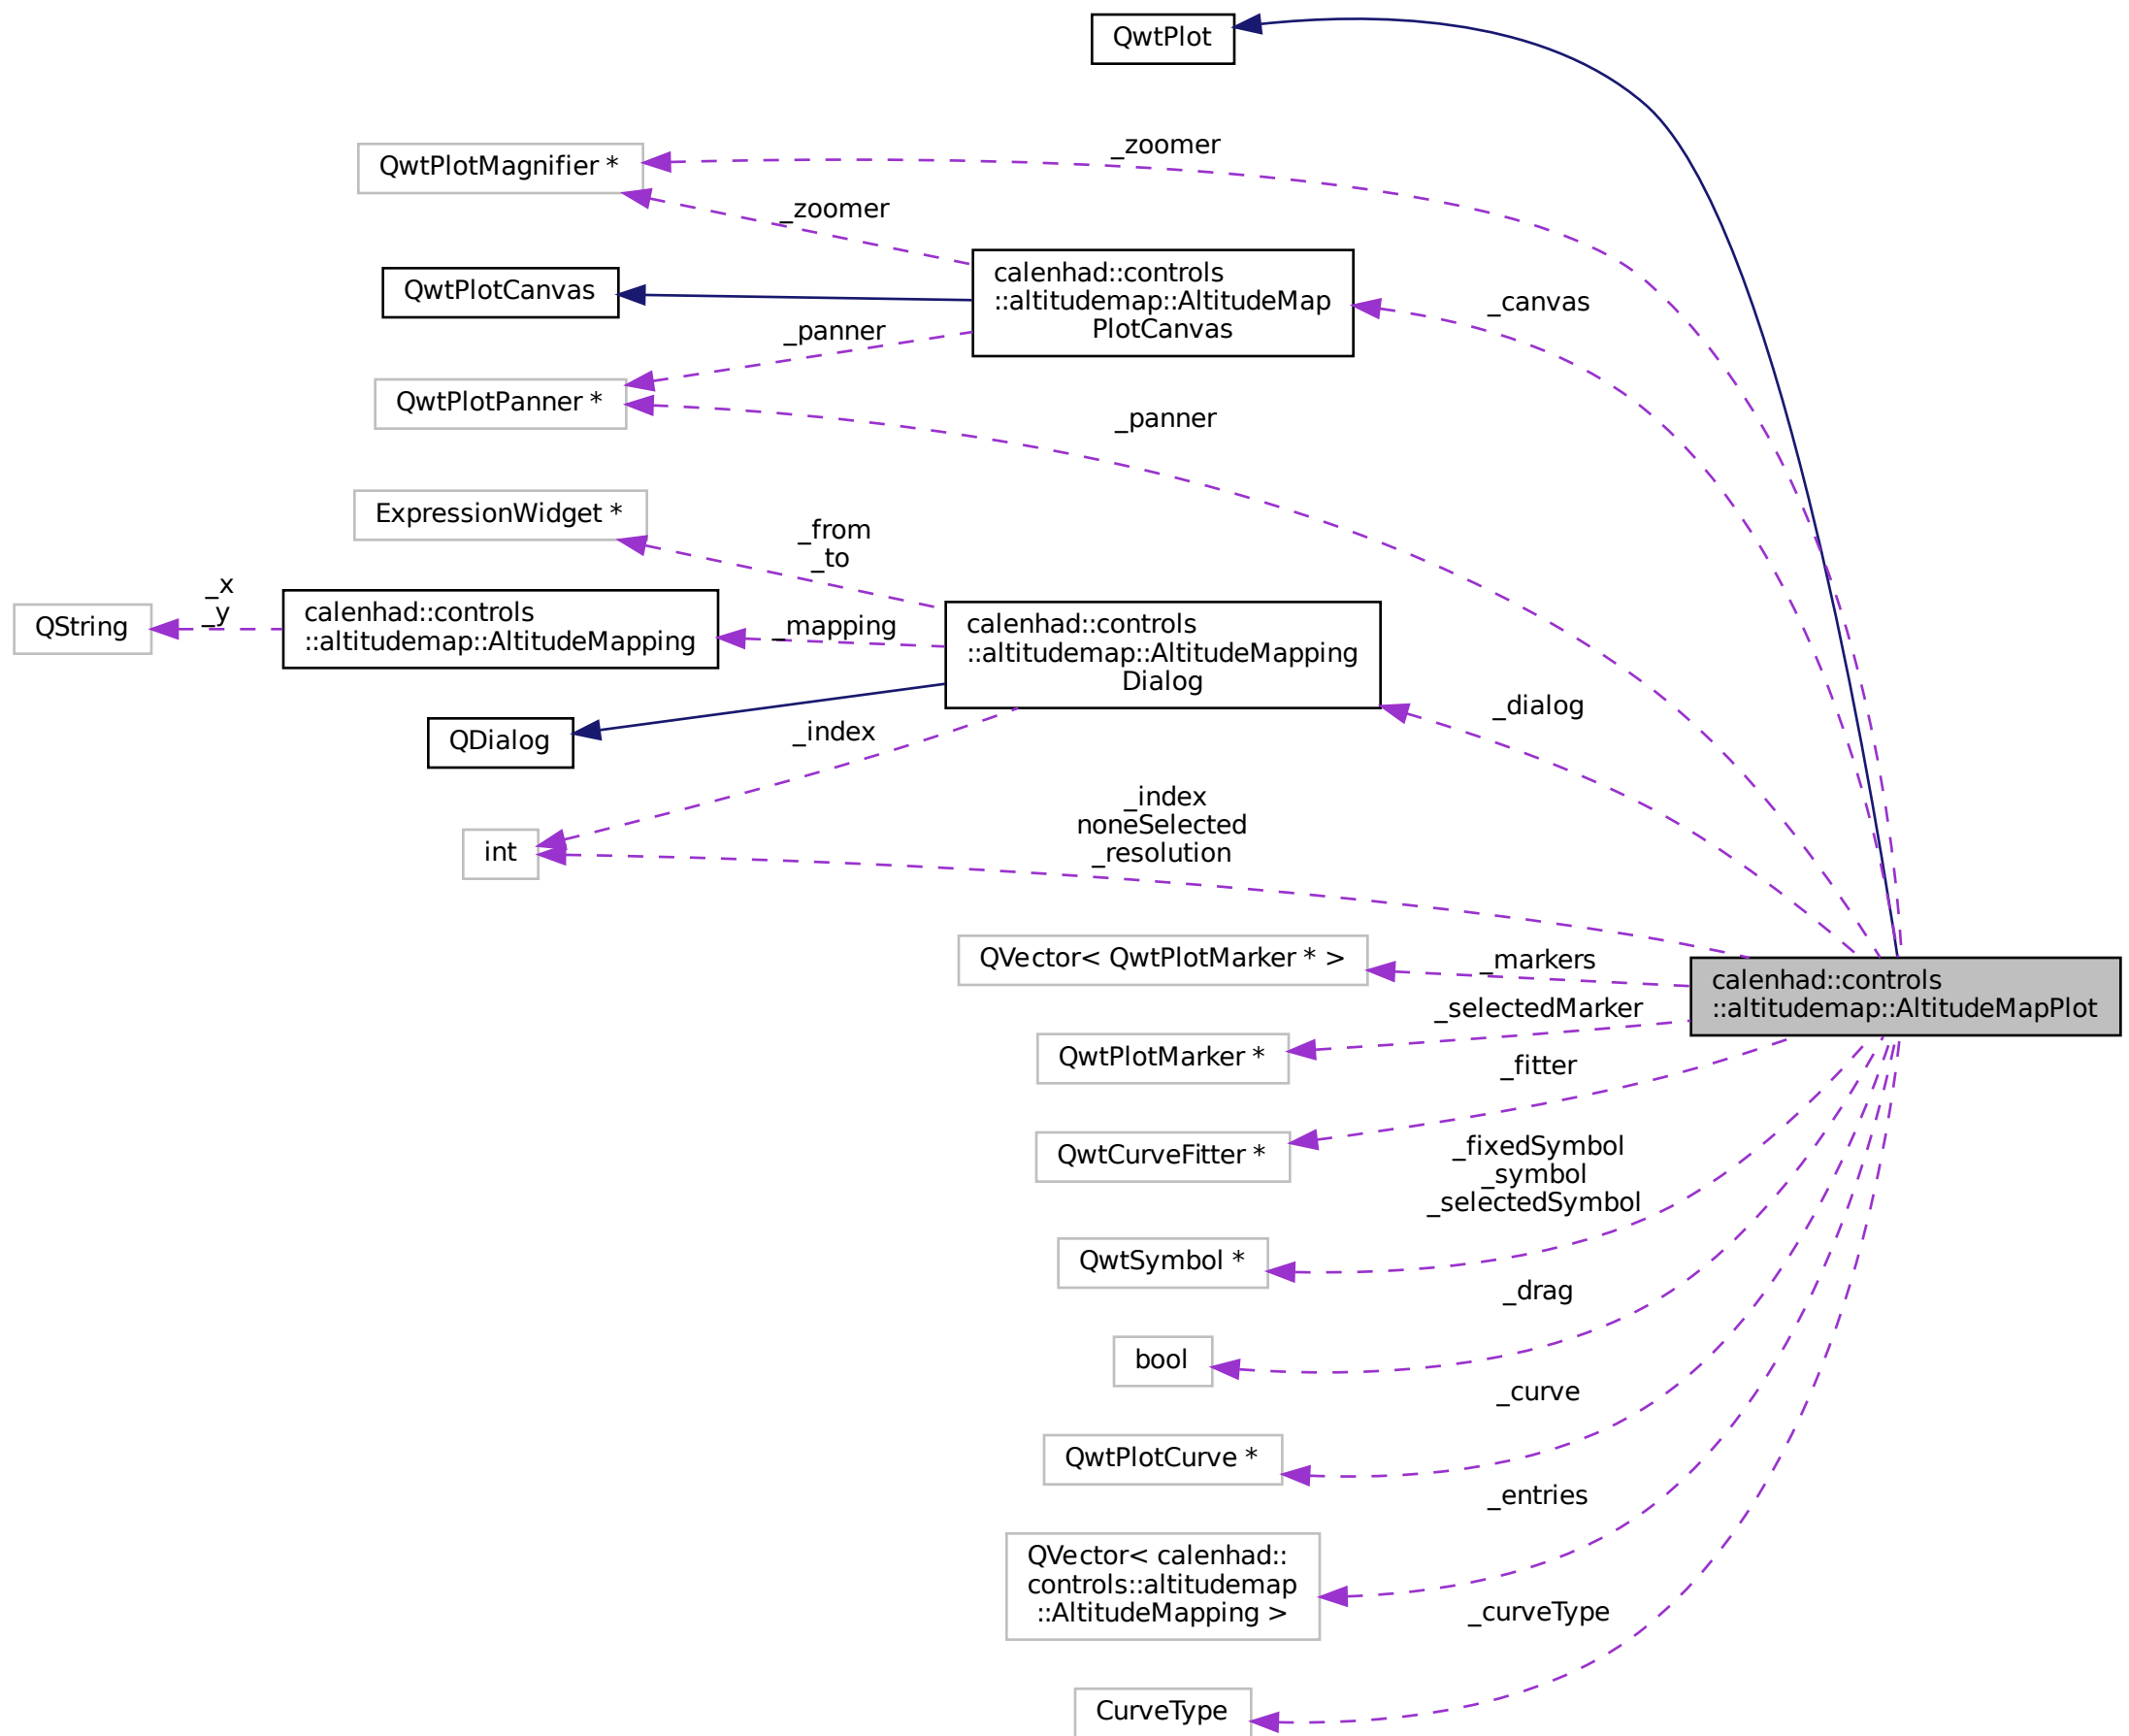 QwtPlot
_zoomer
QwtPlotMagnifier *
_zoomer
calenhad::controls
::altitudemap::AltitudeMap
PlotCanvas
QwtPlotCanvas
_canvas
_panner
QwtPlotPanner *
_panner
ExpressionWidget *
_from
_to
_x
_y
QString
calenhad::controls
::altitudemap::AltitudeMapping
_mapping
calenhad::controls
::altitudemap::AltitudeMapping
Dialog
QDialog
_dialog
_index
int
_index
noneSelected
_resolution
QVector< QwtPlotMarker * >
_markers
calenhad::controls
::altitudemap::AltitudeMapPlot
_selectedMarker
QwtPlotMarker *
_fitter
QwtCurveFitter *
_fixedSymbol
_symbol
_selectedSymbol
QwtSymbol *
_drag
bool
_curve
QwtPlotCurve *
_entries
QVector< calenhad::
controls::altitudemap
::AltitudeMapping >
_curveType
CurveType